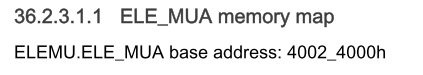 36.2.3.1.1 ELE_MUA memory map
ELEMU.ELE_MUA base address: 4002_4000h